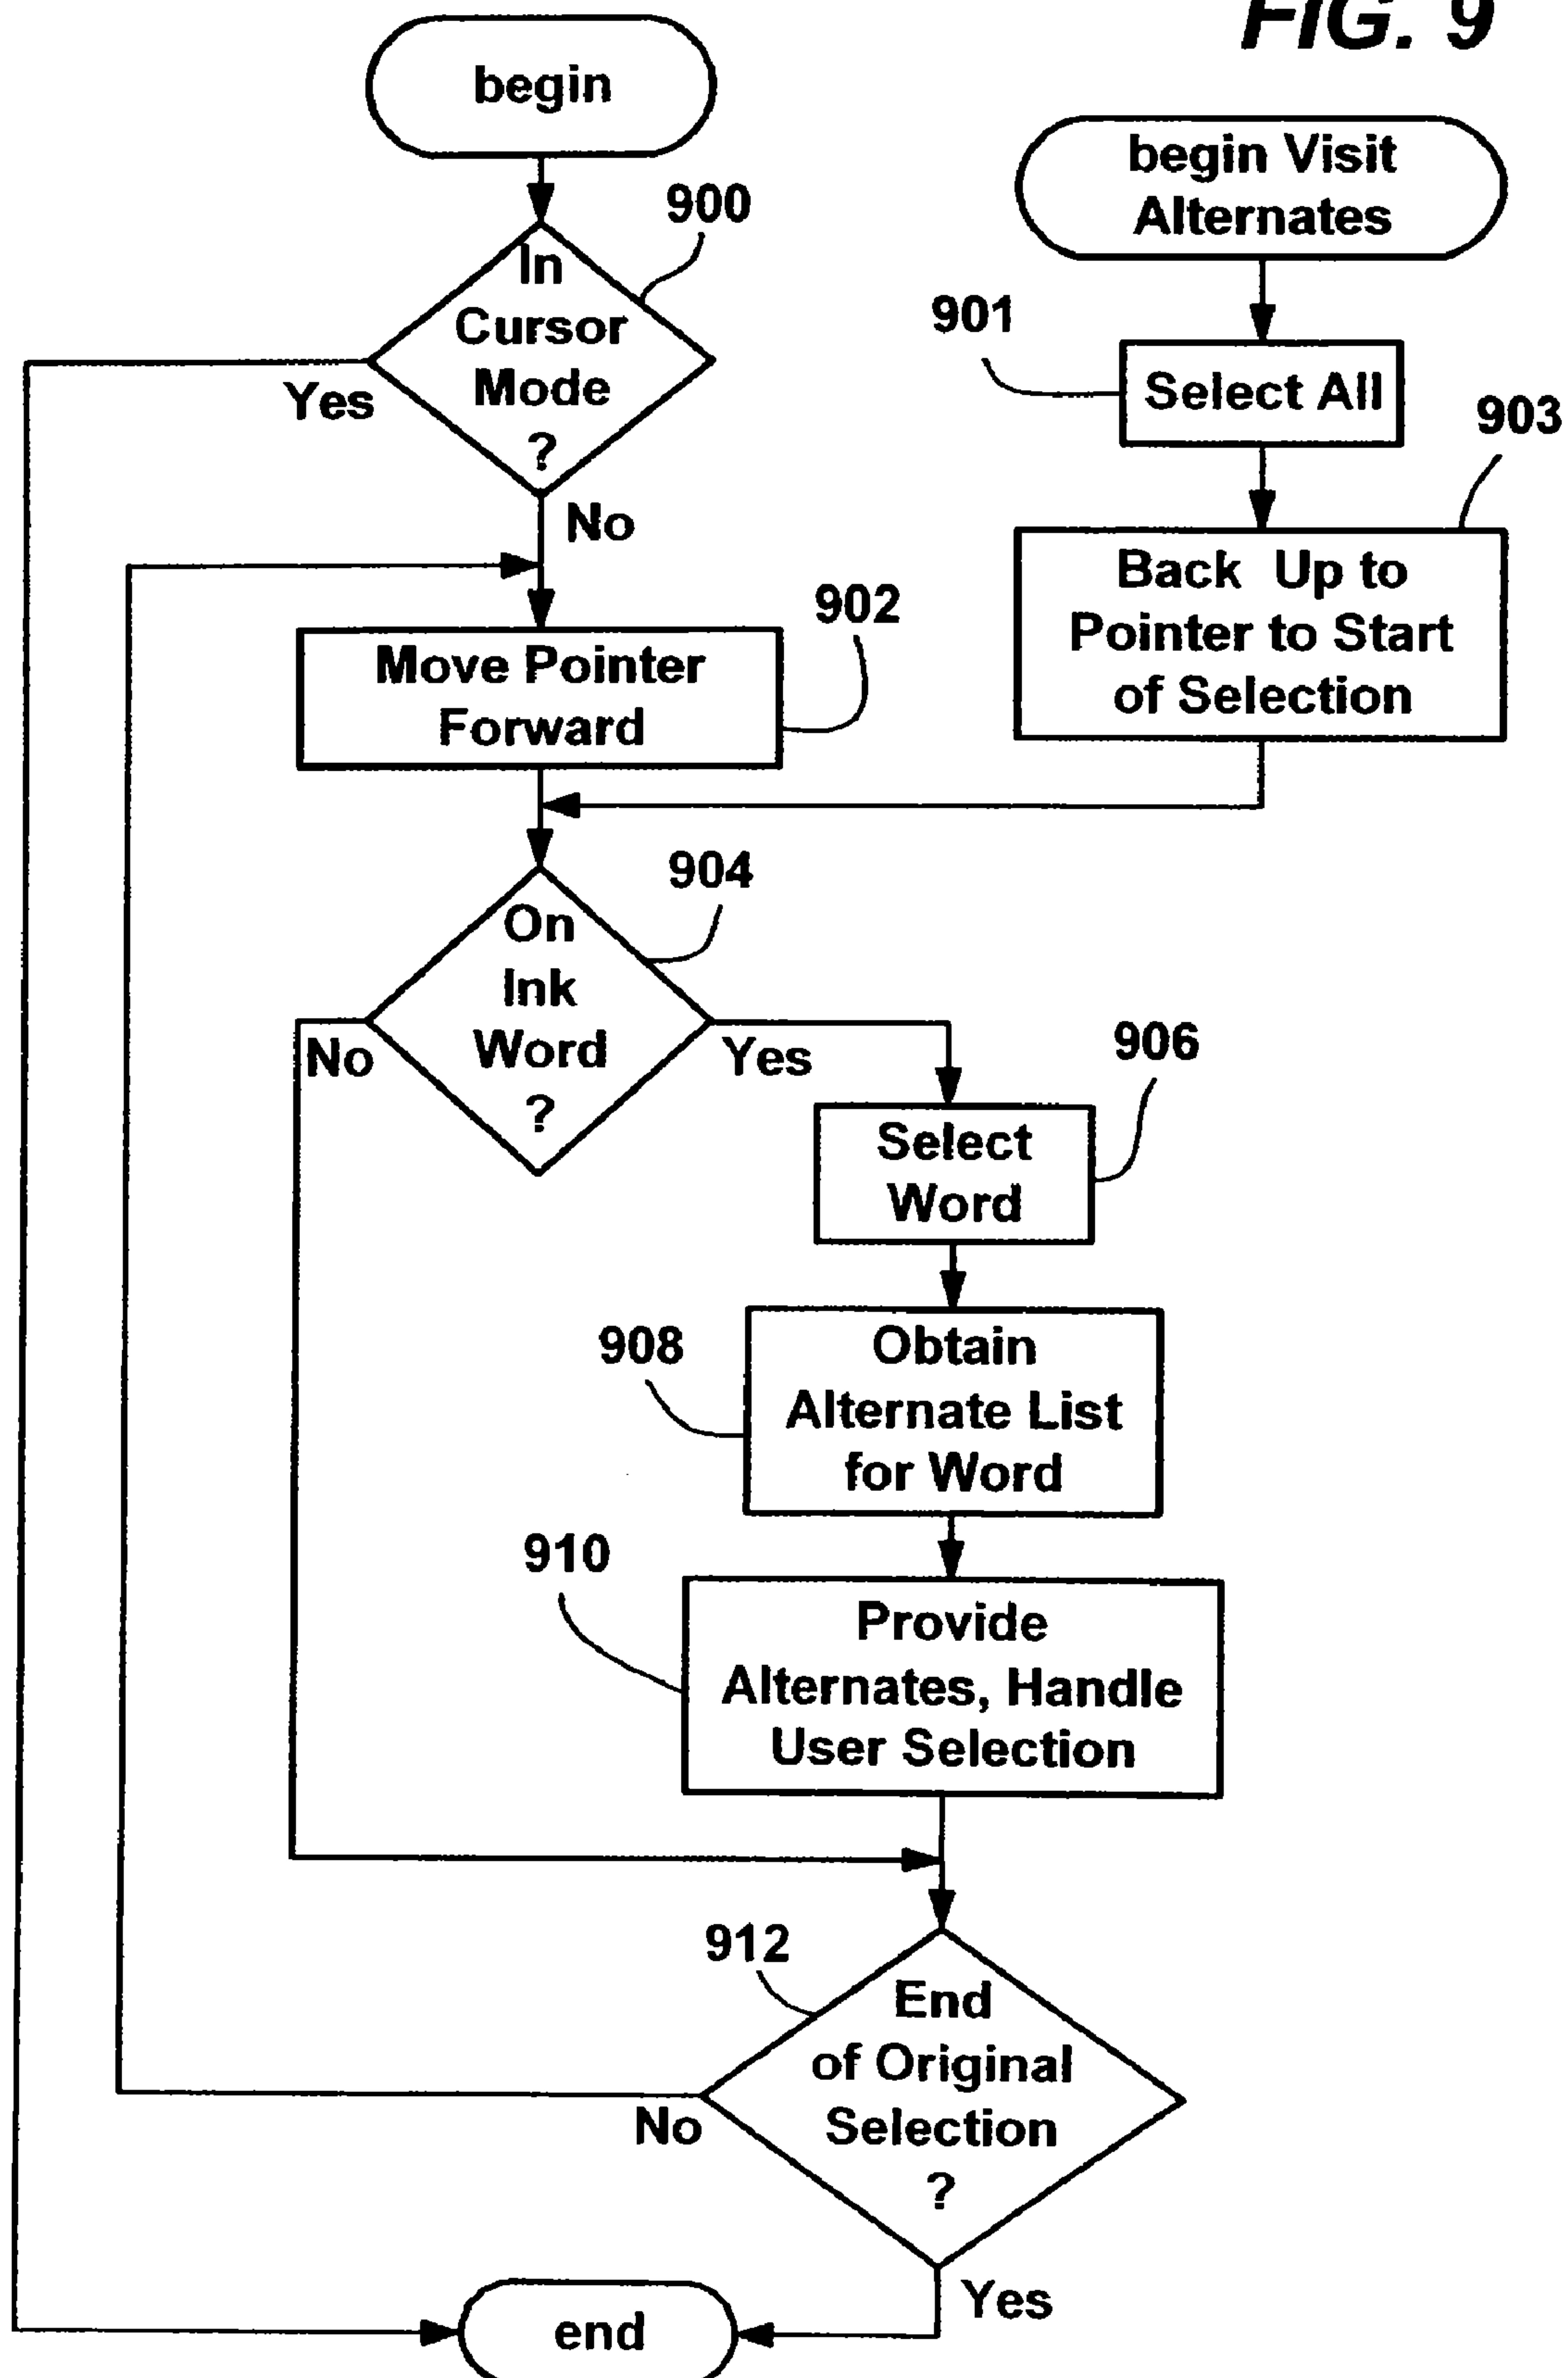 FIG. 9
begin
900
In
Cursor
Mode
?
Yes
No
902
Move Pointer
Forward
begin Visit
Alternates
901
Select All
903
Back Up to
Pointer to Start
of Selection
904
On
Ink
Word
?
No
Yes
906
Select
Word
908
Obtain
Alternate List
for Word
910
Provide
Alternates, Handle
User Selection
912
End
of Original
Selection
?
No
Yes
end